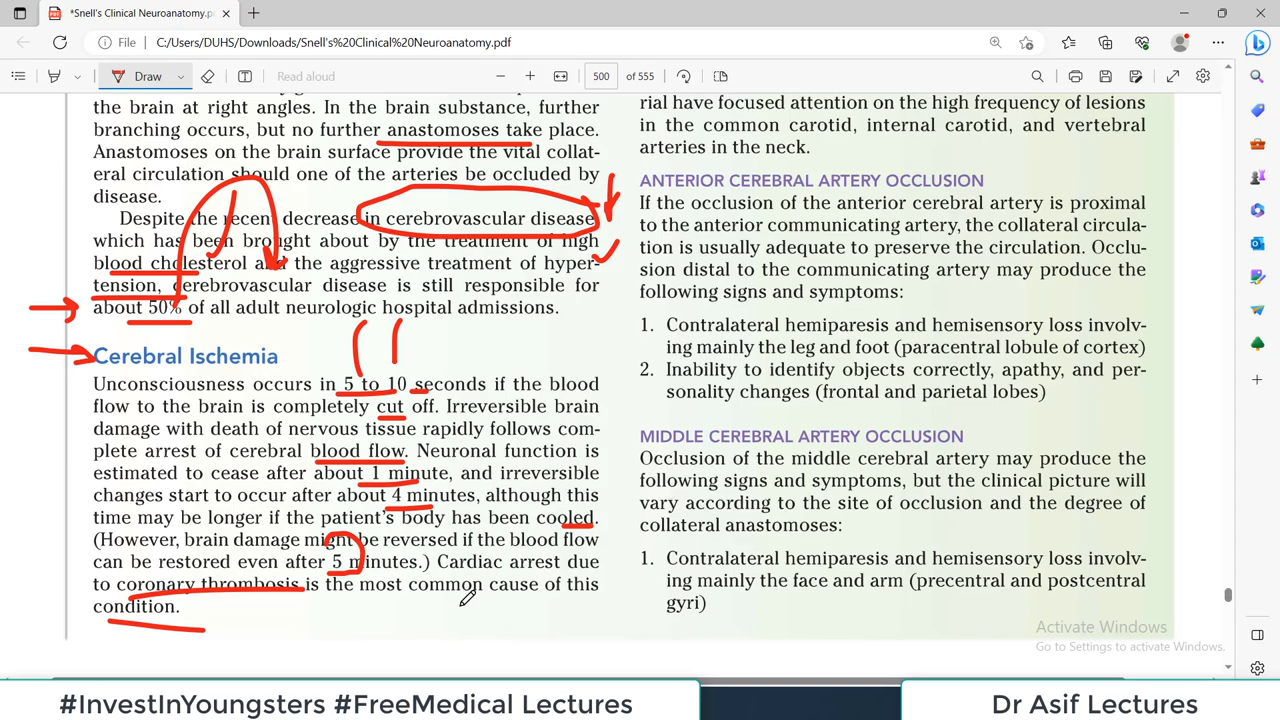 *Snell's Clinical Neuroanatomy.p
File
C:/Users/DUHS/Downloads/Snell's%20Clinical%20Neuroanatomy.pdf
Draw
Read aloud
500
of 555
the brain at right angles. In the brain substance, further
branching occurs, but no further anastomoses take place.
Anastomoses on the brain surface provide the vital collat-
eral circulation should one of the arteries be occluded by
disease.
Despite the recent decrease in cerebrovascular disease
which has been brought about by the treatment of high
blood cholesterol and the aggressive treatment of hyper-
tension, cerebrovascular disease is still responsible for
about 50% of all adult neurologic hospital admissions.
Cerebral Ischemia
Unconsciousness occurs in 5 to 10 seconds if the blood
flow to the brain is completely cut off. Irreversible brain
damage with death of nervous tissue rapidly follows com-
plete arrest of cerebral blood flow. Neuronal function is
estimated to cease after about 1 minute, and irreversible
changes start to occur after about 4 minutes, although this
time may be longer if the patient's body has been cooled.
(However, brain damage might be reversed if the blood flow
can be restored even after 5 minutes.) Cardiac arrest due
to coronary thrombosis is the most common cause of this
condition.
rial have focused attention on the high frequency of lesions
in the common carotid, internal carotid, and vertebral
arteries in the neck.
ANTERIOR CEREBRAL ARTERY OCCLUSION
If the occlusion of the anterior cerebral artery is proximal
to the anterior communicating artery, the collateral circula-
tion is usually adequate to preserve the circulation. Occlu-
sion distal to the communicating artery may produce the
following signs and symptoms:
1. Contralateral hemiparesis and hemisensory loss involv-
ing mainly the leg and foot (paracentral lobule of cortex)
2. Inability to identify objects correctly, apathy, and per-
sonality changes (frontal and parietal lobes)
MIDDLE CEREBRAL ARTERY OCCLUSION
Occlusion of the middle cerebral artery may produce the
following signs and symptoms, but the clinical picture will
vary according to the site of occlusion and the degree of
collateral anastomoses:
1. Contralateral hemiparesis and hemisensory loss involv-
ing mainly the face and arm (precentral and postcentral
gyri)
Activate Windows
Go to Settings to activate Windows.
#InvestInYoungsters #FreeMedical Lectures
Dr Asif Lectures